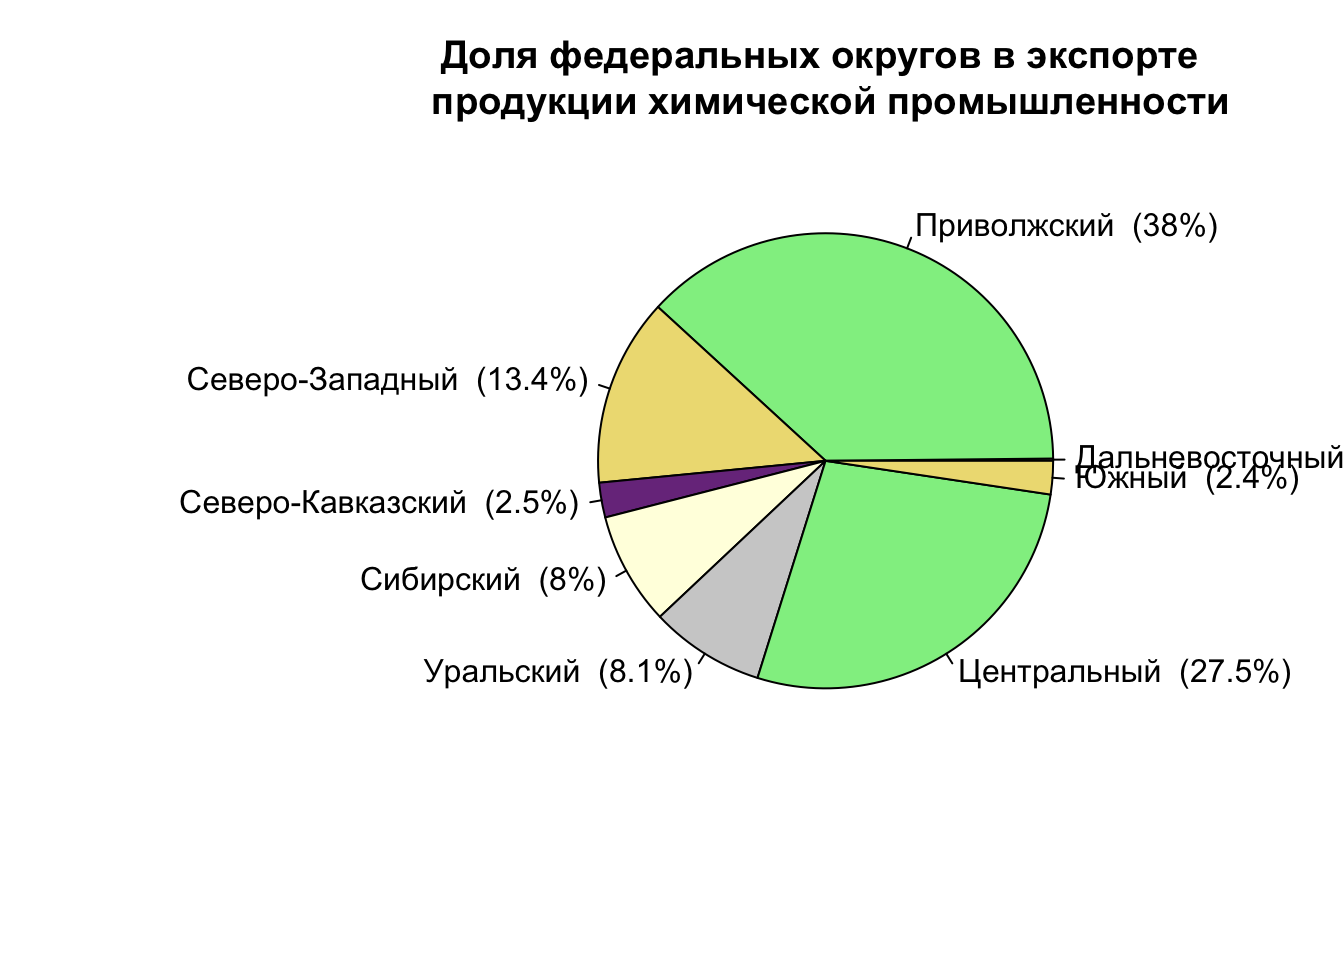 Доля федеральных округов в экспорте
продукции химической промышленности
Приволжский (38%)
Северо-Западный (13.4%)
Дальневосточный
Южный (2.4%)
Северо-Кавказский (2.5%)
Сибирский (8%)
Уральский (8.1%)
Центральный (27.5%)